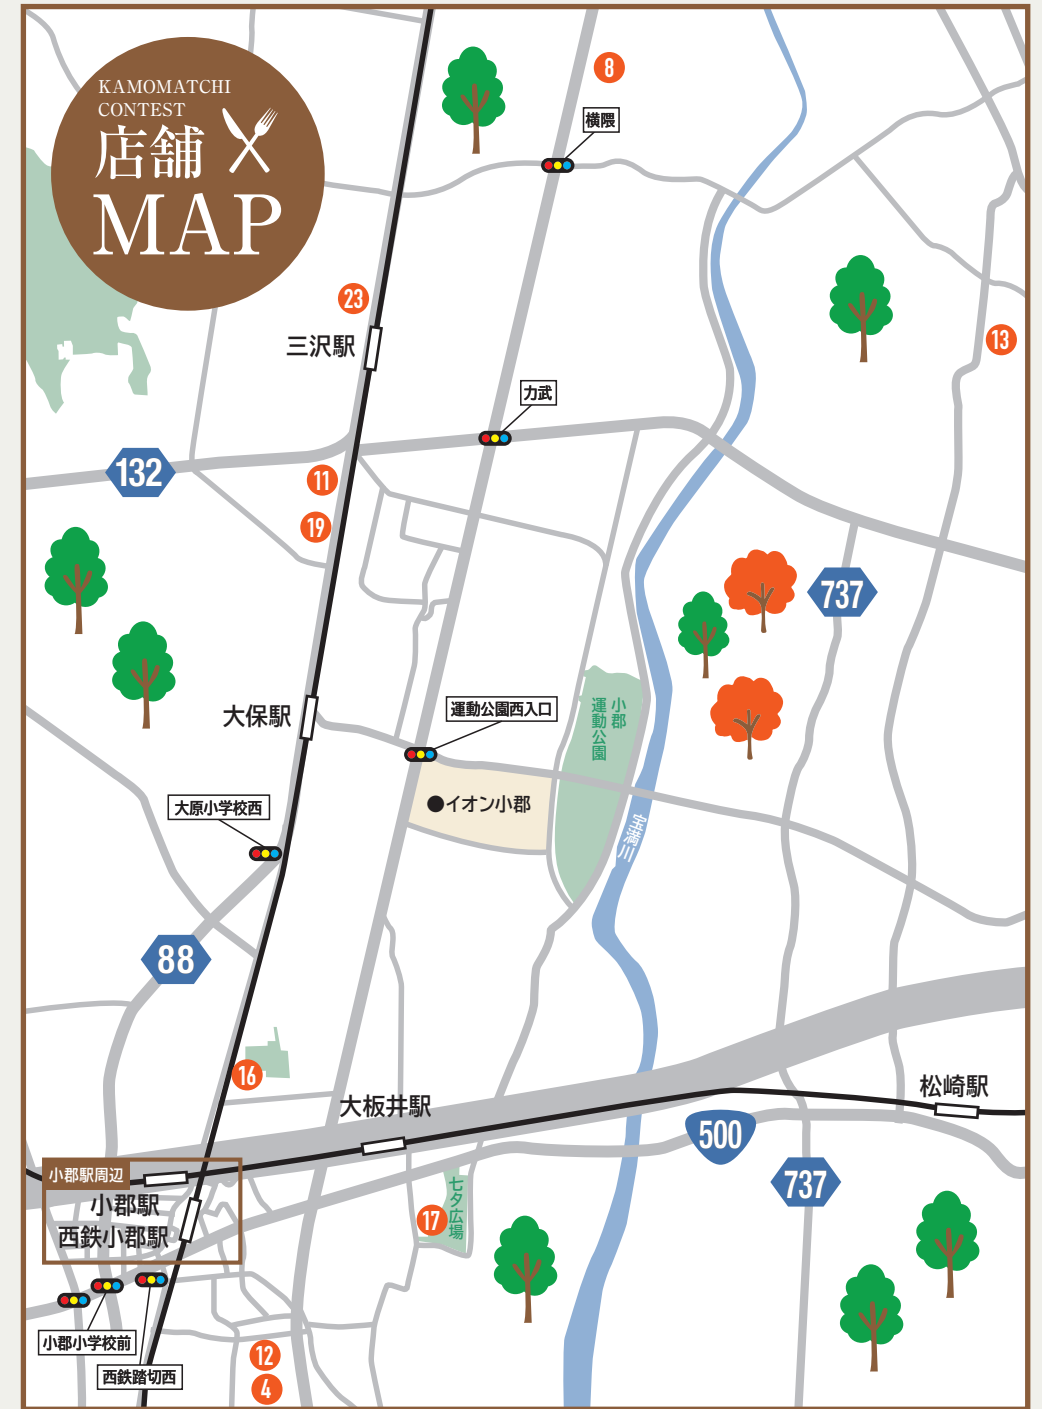 KAMOMATCHI
CONTEST
店舗
MAP
8
横隈
23
三沢駅
13
力武
132
11
19
737
小郡
運動公園
大保駅
運動公園西入口
大原小学校西
イオン小郡
宝満川
88
16
大板井駅
松崎駅
500
小郡駅周辺
737
七夕広場
小郡駅
17
西鉄小郡駅
小郡小学校前
西鉄踏切西
12
4